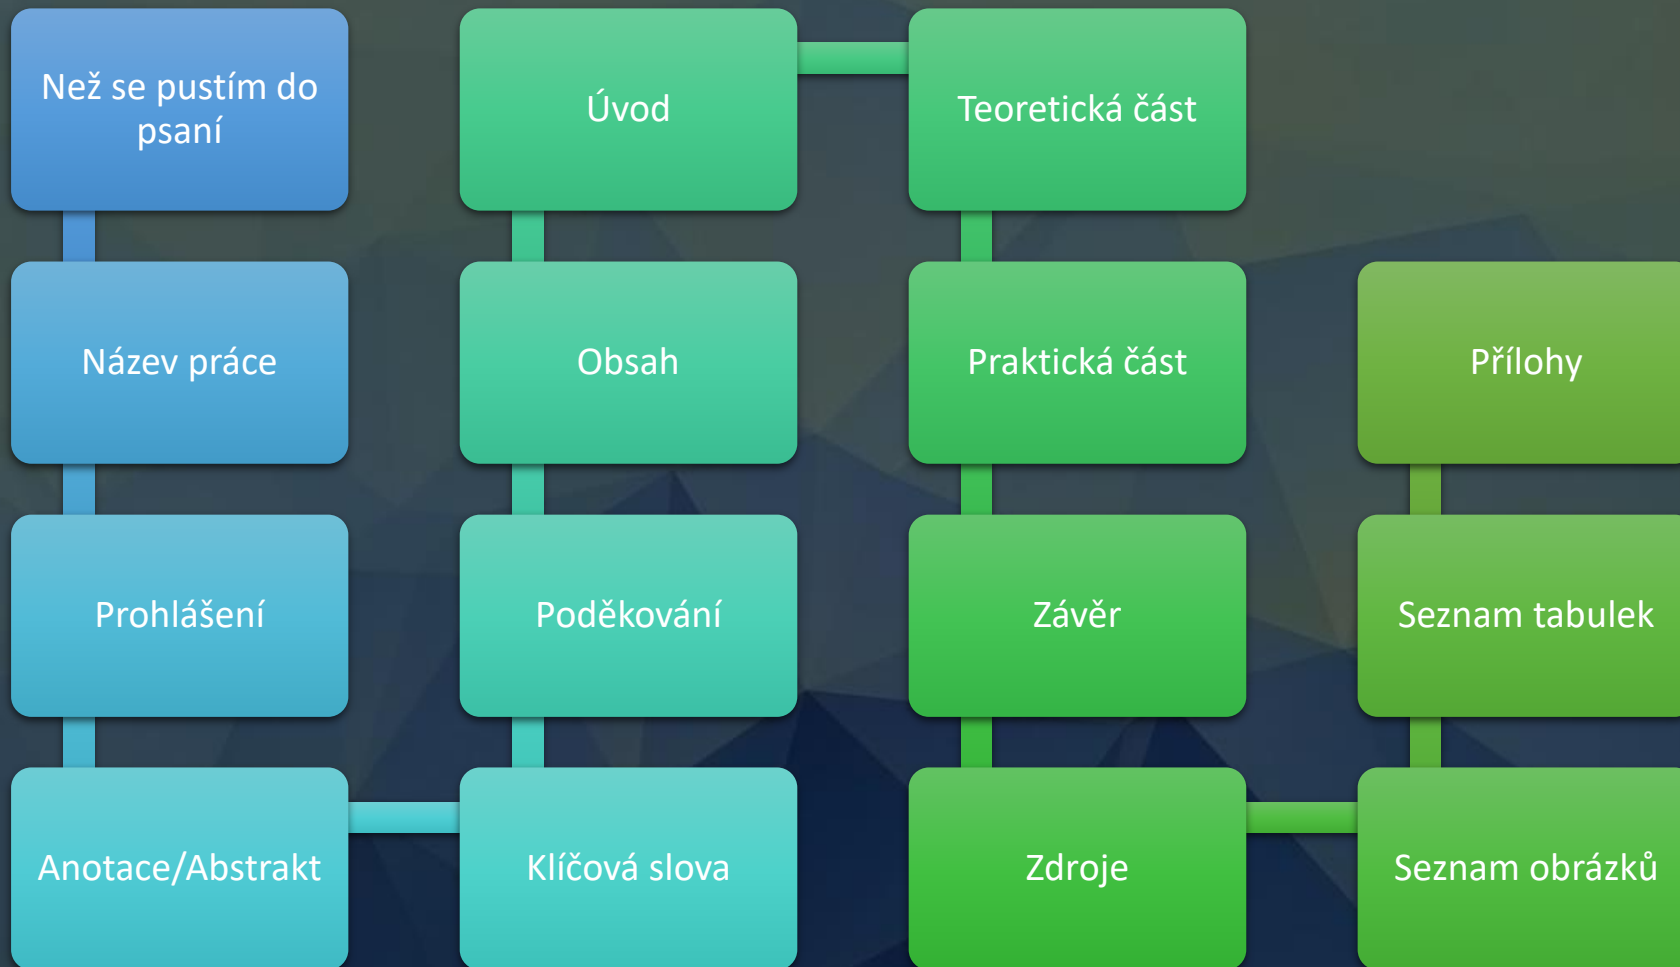 Než se pustím do
psaní
Název práce
Prohlášení
Anotace/Abstrakt
Klíčová slova
Poděkování
Obsah
Úvod
Teoretická část
Praktická část
Závěr
Zdroje
Seznam obrázků
Seznam tabulek
Přílohy